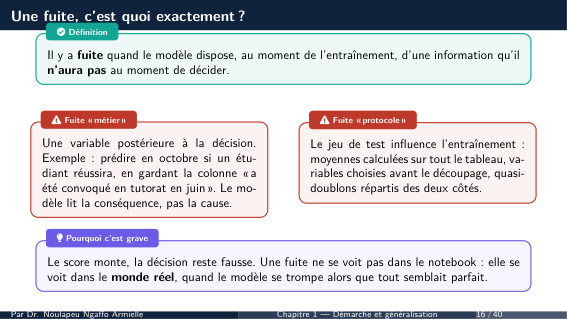 Une fuite, c'est quoi exactement ?
Définition
Il y a fuite quand le modèle dispose, au moment de l'entraînement, d'une information qu'il
n'aura pas au moment de décider.
Fuite « métier »
Une variable postérieure à la décision.
Exemple : prédire en octobre si un étu-
diant réussira, en gardant la colonne « a
été convoqué en tutorat en juin ». Le mo-
dèle lit la conséquence, pas la cause.
Fuite « protocole »
Le jeu de test influence l'entraînement :
moyennes calculées sur tout le tableau, va-
riables choisies avant le découpage, quasi-
doublons répartis des deux côtés.
Pourquoi c'est grave
Le score monte, la décision reste fausse. Une fuite ne se voit pas dans le notebook : elle se
voit dans le monde réel, quand le modèle se trompe alors que tout semblait parfait.
Par Dr. Noulapeu Ngaffo Armielle
Chapitre 1 — Démarche et généralisation
16 / 40